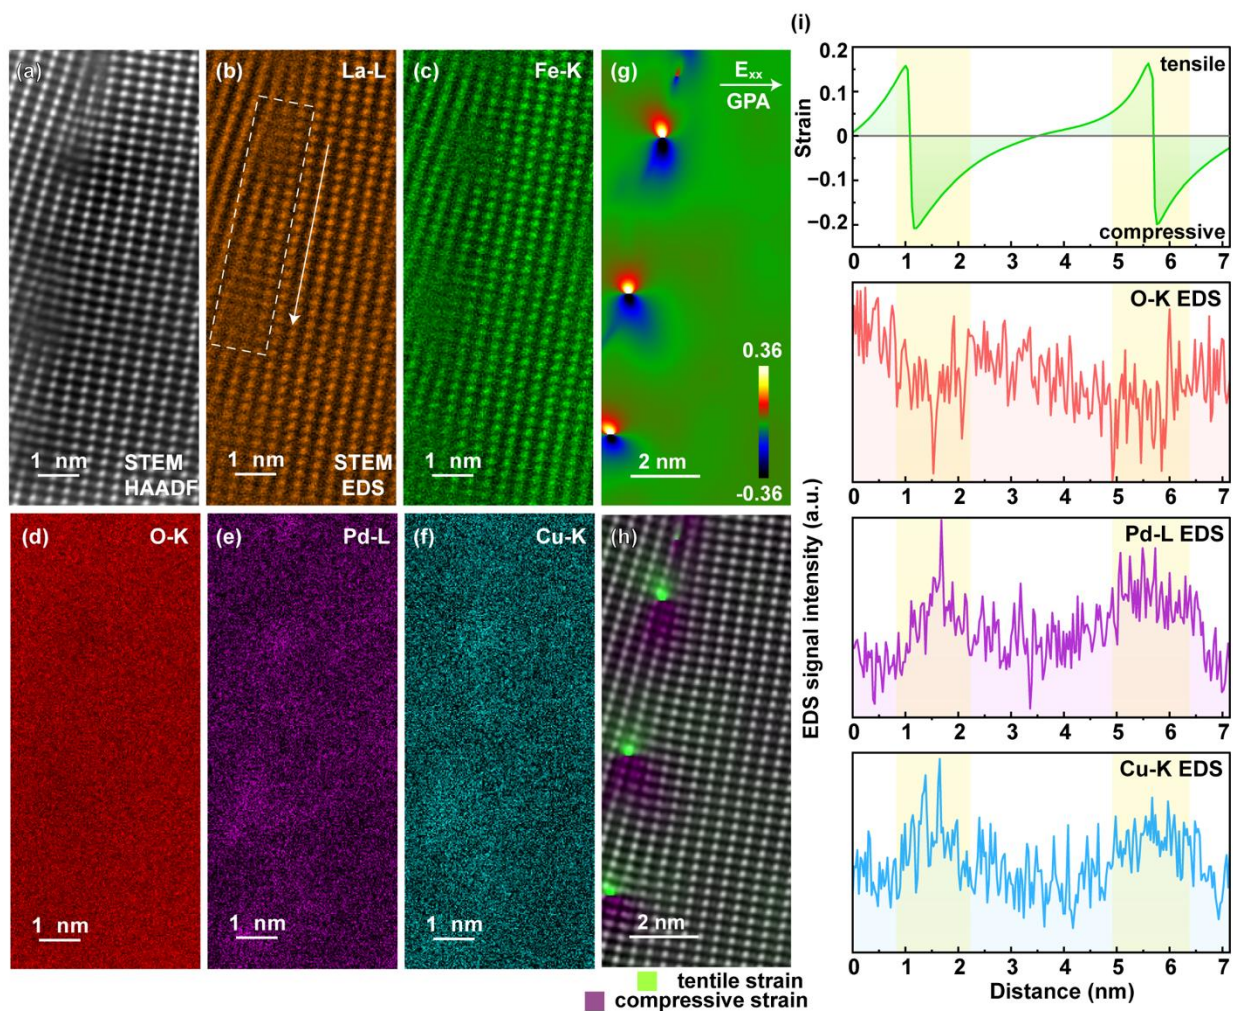 (i)
(a)
STEM
HAADF
1 nm
(b)
La-L
STEM
EDS
1 nm
(c)
Fe-K
1 nm
(g)
E_xx
GPA
0.36
-0.36
2 nm
(d)
O-K
1 nm
(e)
Pd-L
1 nm
(f)
Cu-K
1 nm
(h)
2 nm
tentile strain
compressive strain
0.2
0.1
0
−0.1
−0.2
Strain
tensile
compressive
0 1 2 3 4 5 6 7
O-K EDS
0 1 2 3 4 5 6 7
EDS signal intensity (a.u.)
Pd-L EDS
0 1 2 3 4 5 6 7
Cu-K EDS
0 1 2 3 4 5 6 7
Distance (nm)